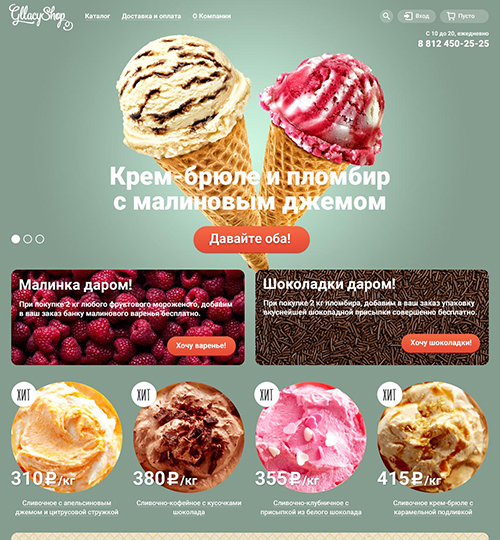 Gllacy Shop
Каталог Доставка и оплата О Компании
Вход
Пусто
С 10 до 20, ежедневно
8 812 450-25-25
Крем-брюле и пломбир
с малиновым джемом
Давайте оба!
Малинка даром!
При покупке 2 кг любого фруктового мороженого, добавим
в ваш заказ банку малинового варенья бесплатно.
Хочу варенье!
Шоколадки даром!
При покупке 2 кг пломбира, добавим в ваш заказ упаковку
вкуснейшей шоколадной присыпки совершенно бесплатно.
Хочу шоколадки!
ХИТ
310₽/кг
Сливочное с апельсиновым
джемом и цитрусовой стружкой
ХИТ
380₽/кг
Сливочно-кофейное с кусочками
шоколада
ХИТ
355₽/кг
Сливочно-клубничное с
присыпкой из белого шоколада
ХИТ
415₽/кг
Сливочное крем-брюле с
карамельной подливкой